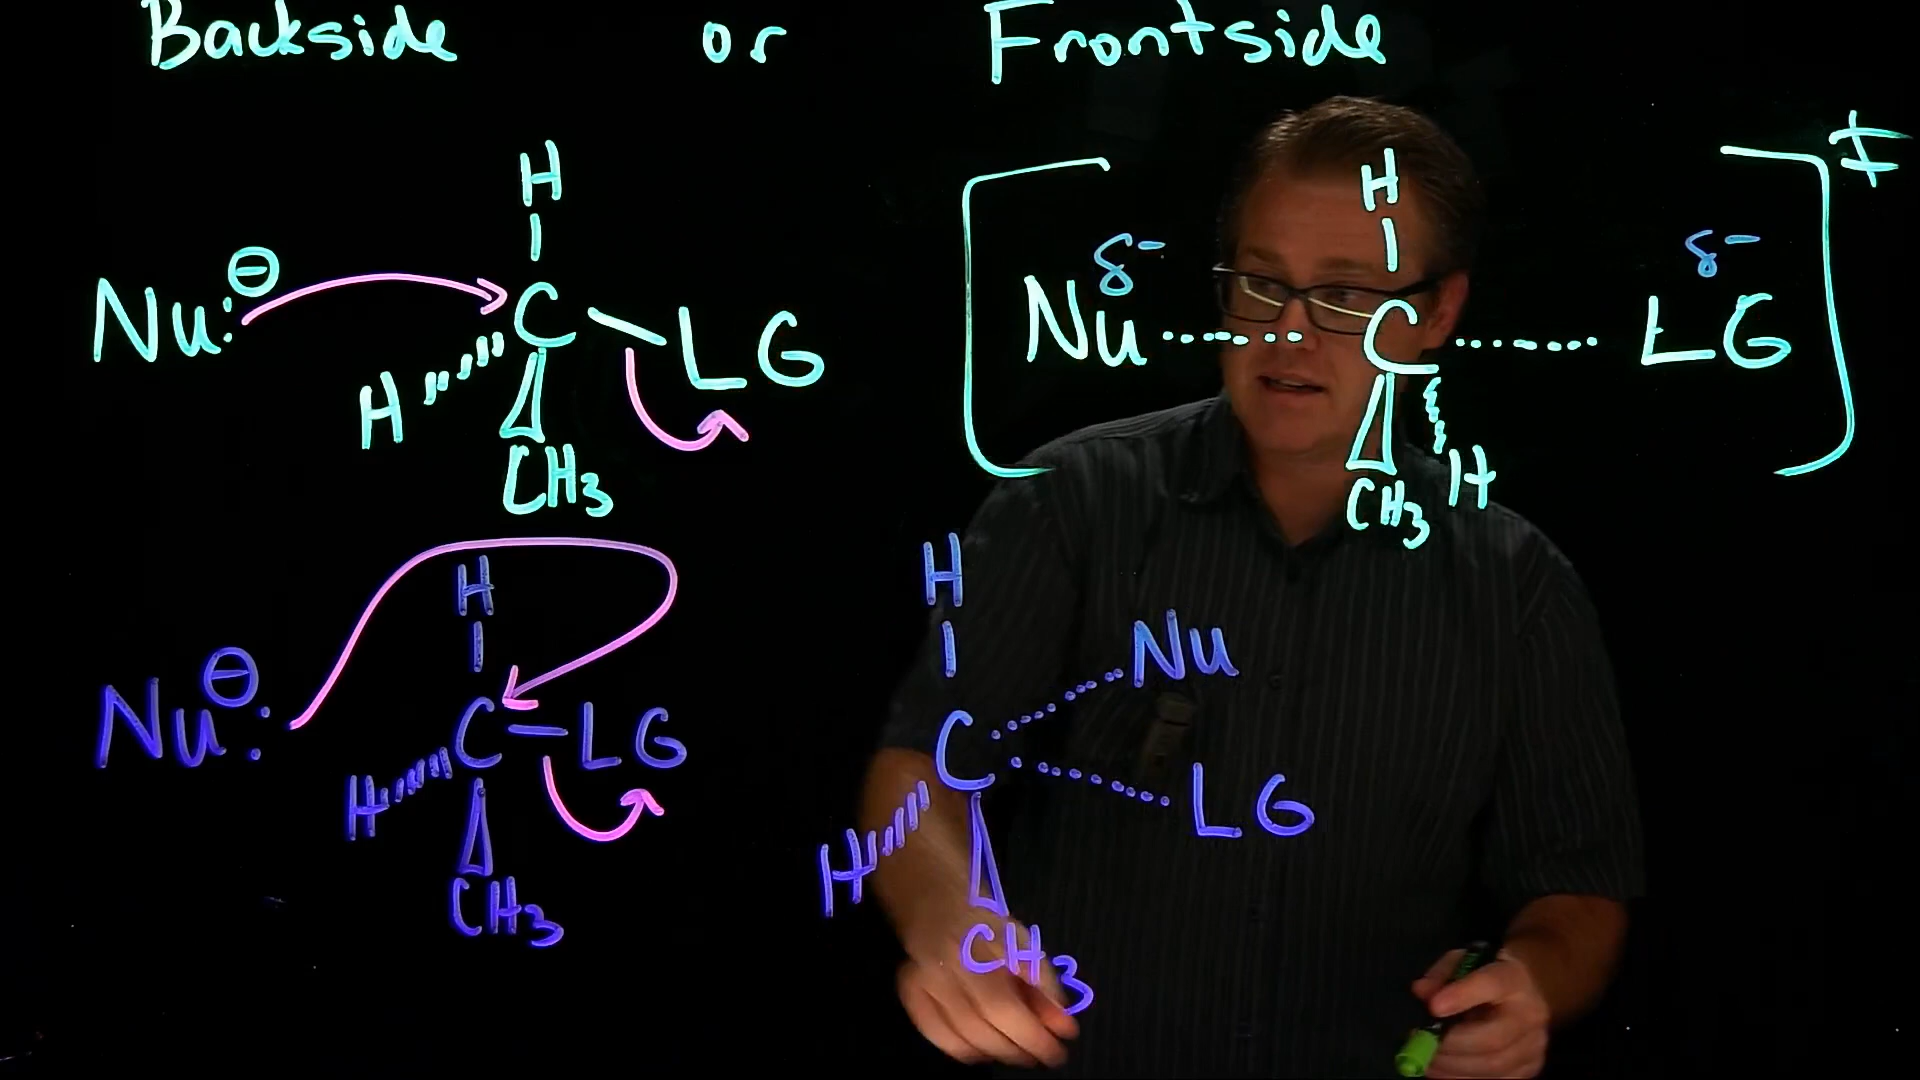 Backside or Frontside
H
Nu:⊖ C LG
H
CH3
H
δ- δ-
Nu C LG ‡
CH3 H
H
Nu⊖: C LG
H
CH3
H
Nu
C
LG
H
CH3